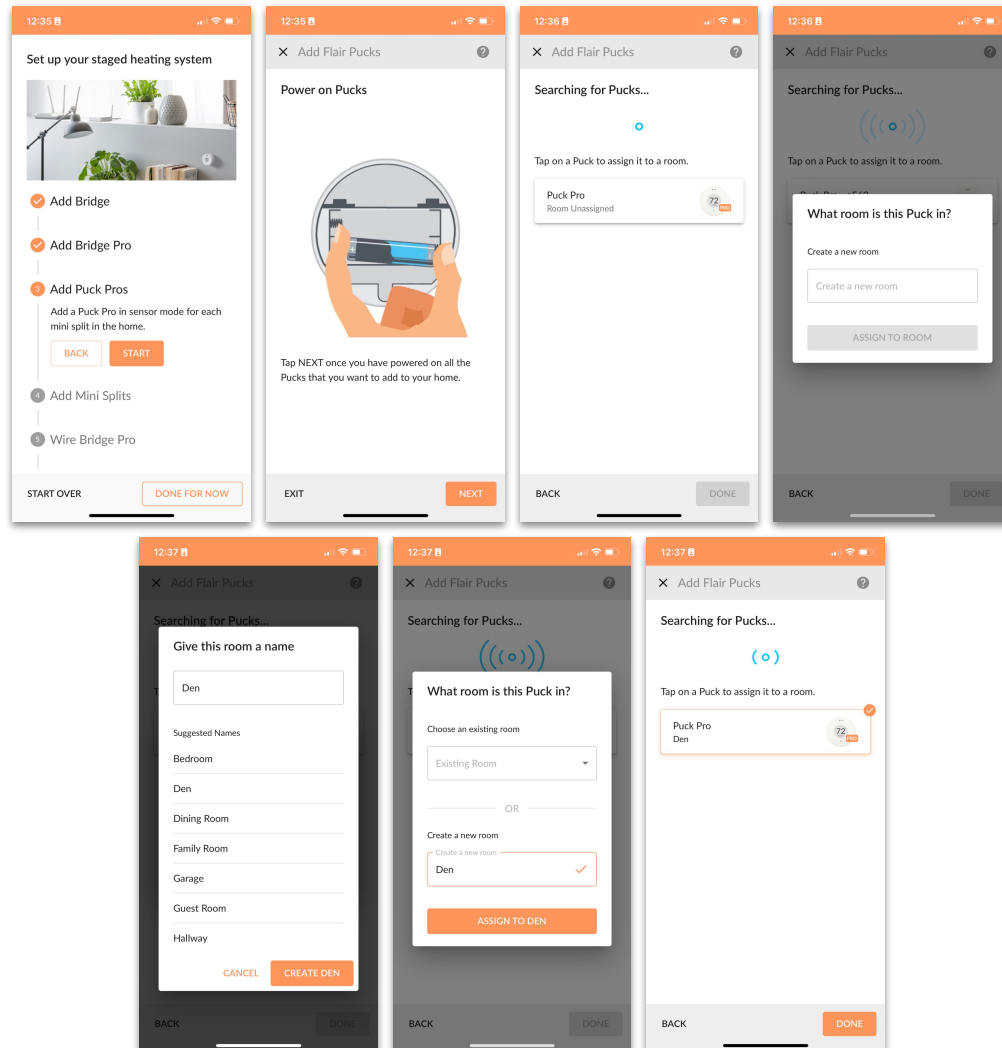 12:35
Set up your staged heating system
Add Bridge
Add Bridge Pro
3 Add Puck Pros
Add a Puck Pro in sensor mode for each
mini split in the home.
BACK START
4 Add Mini Splits
5 Wire Bridge Pro
START OVER DONE FOR NOW
12:35
× Add Flair Pucks ?
Power on Pucks
Tap NEXT once you have powered on all the
Pucks that you want to add to your home.
EXIT NEXT
12:36
× Add Flair Pucks ?
Searching for Pucks...
Tap on a Puck to assign it to a room.
Puck Pro
Room Unassigned
72
PRO
BACK DONE
12:36
× Add Flair Pucks ?
Searching for Pucks...
Tap on a Puck to assign it to a room.
What room is this Puck in?
Create a new room
Create a new room
ASSIGN TO ROOM
BACK DONE
12:37
× Add Flair Pucks ?
Searching for Pucks...
Give this room a name
Den
Suggested Names
Bedroom
Den
Dining Room
Family Room
Garage
Guest Room
Hallway
CANCEL CREATE DEN
BACK DONE
12:37
× Add Flair Pucks ?
Searching for Pucks...
What room is this Puck in?
Choose an existing room
Existing Room
OR
Create a new room
Create a new room
Den
ASSIGN TO DEN
BACK DONE
12:37
× Add Flair Pucks ?
Searching for Pucks...
Tap on a Puck to assign it to a room.
Puck Pro
Den
72
PRO
BACK DONE